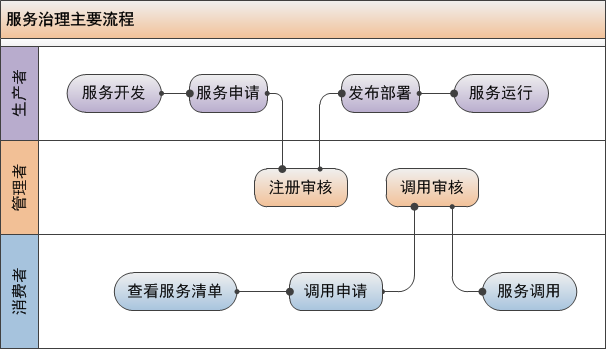 服务治理主要流程
生产者
服务开发
服务申请
发布部署
服务运行
管理者
注册审核
调用审核
消费者
查看服务清单
调用申请
服务调用